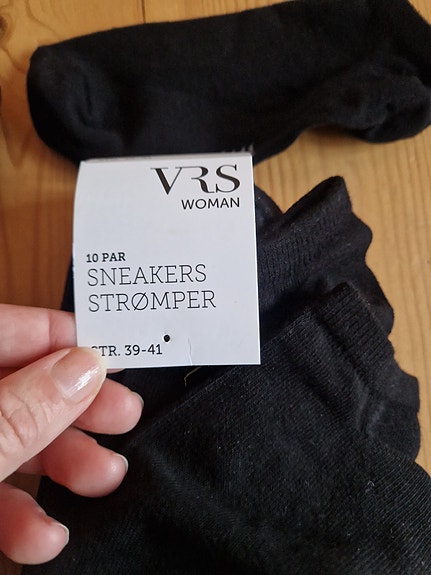 VRS
WOMAN
10 PAR
SNEAKERS
STRØMPER
STR. 39-41